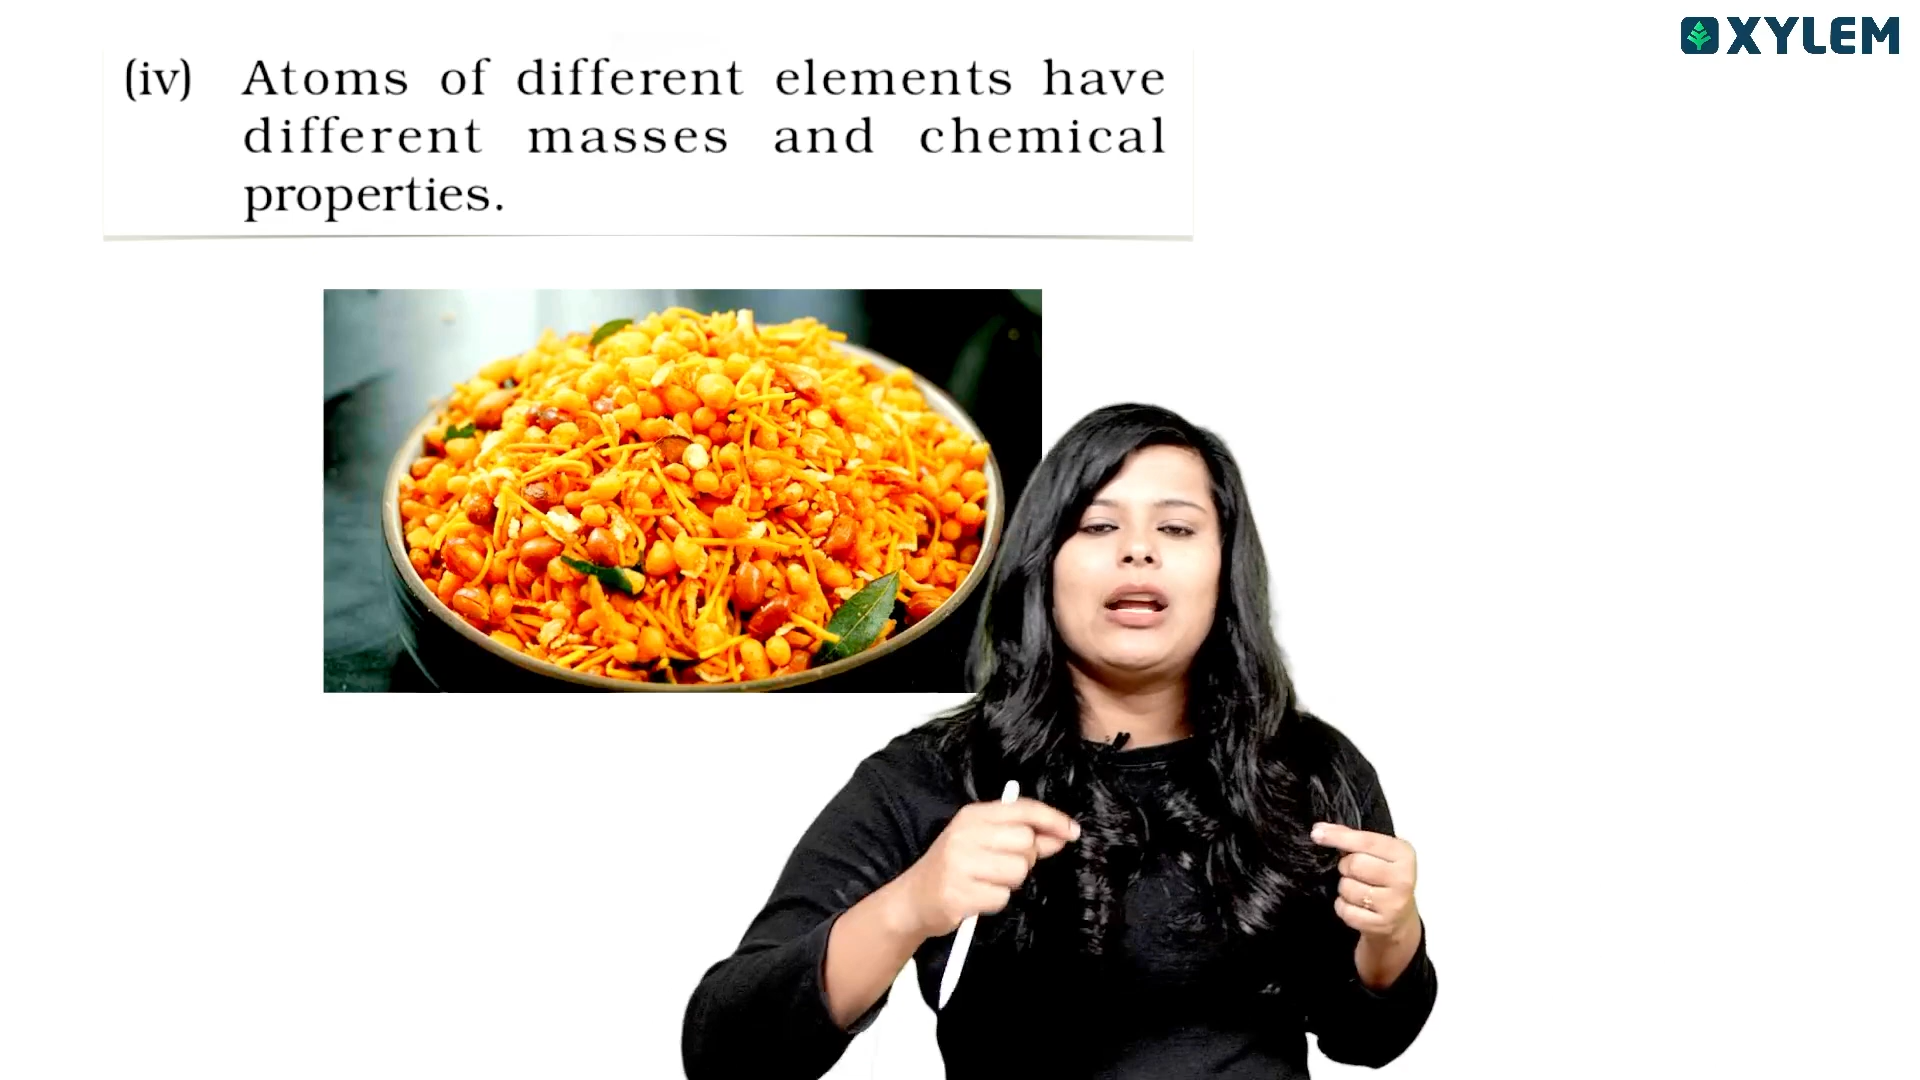 XYLEM
(iv) Atoms of different elements have
different masses and chemical
properties.